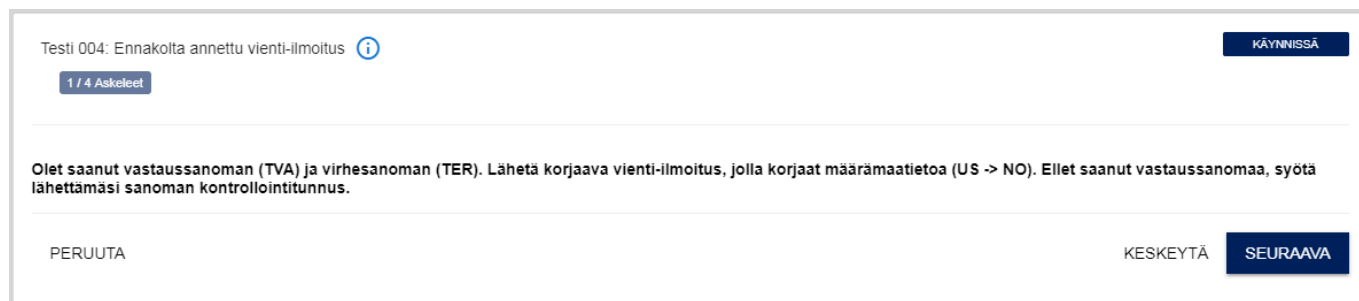 Testi 004: Ennakolta annettu vienti-ilmoitus
KÄYNNISSÄ
1 / 4 Askeleet
Olet saanut vastaussanoman (TVA) ja virhesanoman (TER). Lähetä korjaava vienti-ilmoitus, jolla korjaat määrämaatietoa (US -> NO). Ellet saanut vastaussanomaa, syötä
lähettämäsi sanoman kontrollointitunnus.
PERUUTA
KESKEYTÄ
SEURAAVA